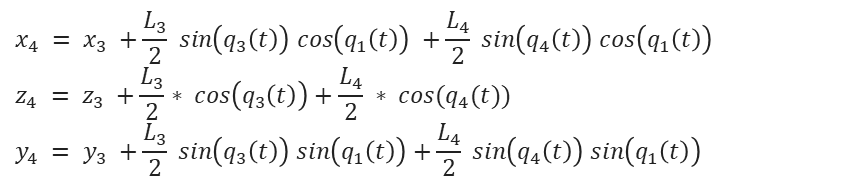 x₄ = x₃ + L₃/2 sin(q₃(t)) cos(q₁(t)) + L₄/2 sin(q₄(t)) cos(q₁(t))
z₄ = z₃ + L₃/2 * cos(q₃(t)) + L₄/2 * cos(q₄(t))
y₄ = y₃ + L₃/2 sin(q₃(t)) sin(q₁(t)) + L₄/2 sin(q₄(t)) sin(q₁(t))